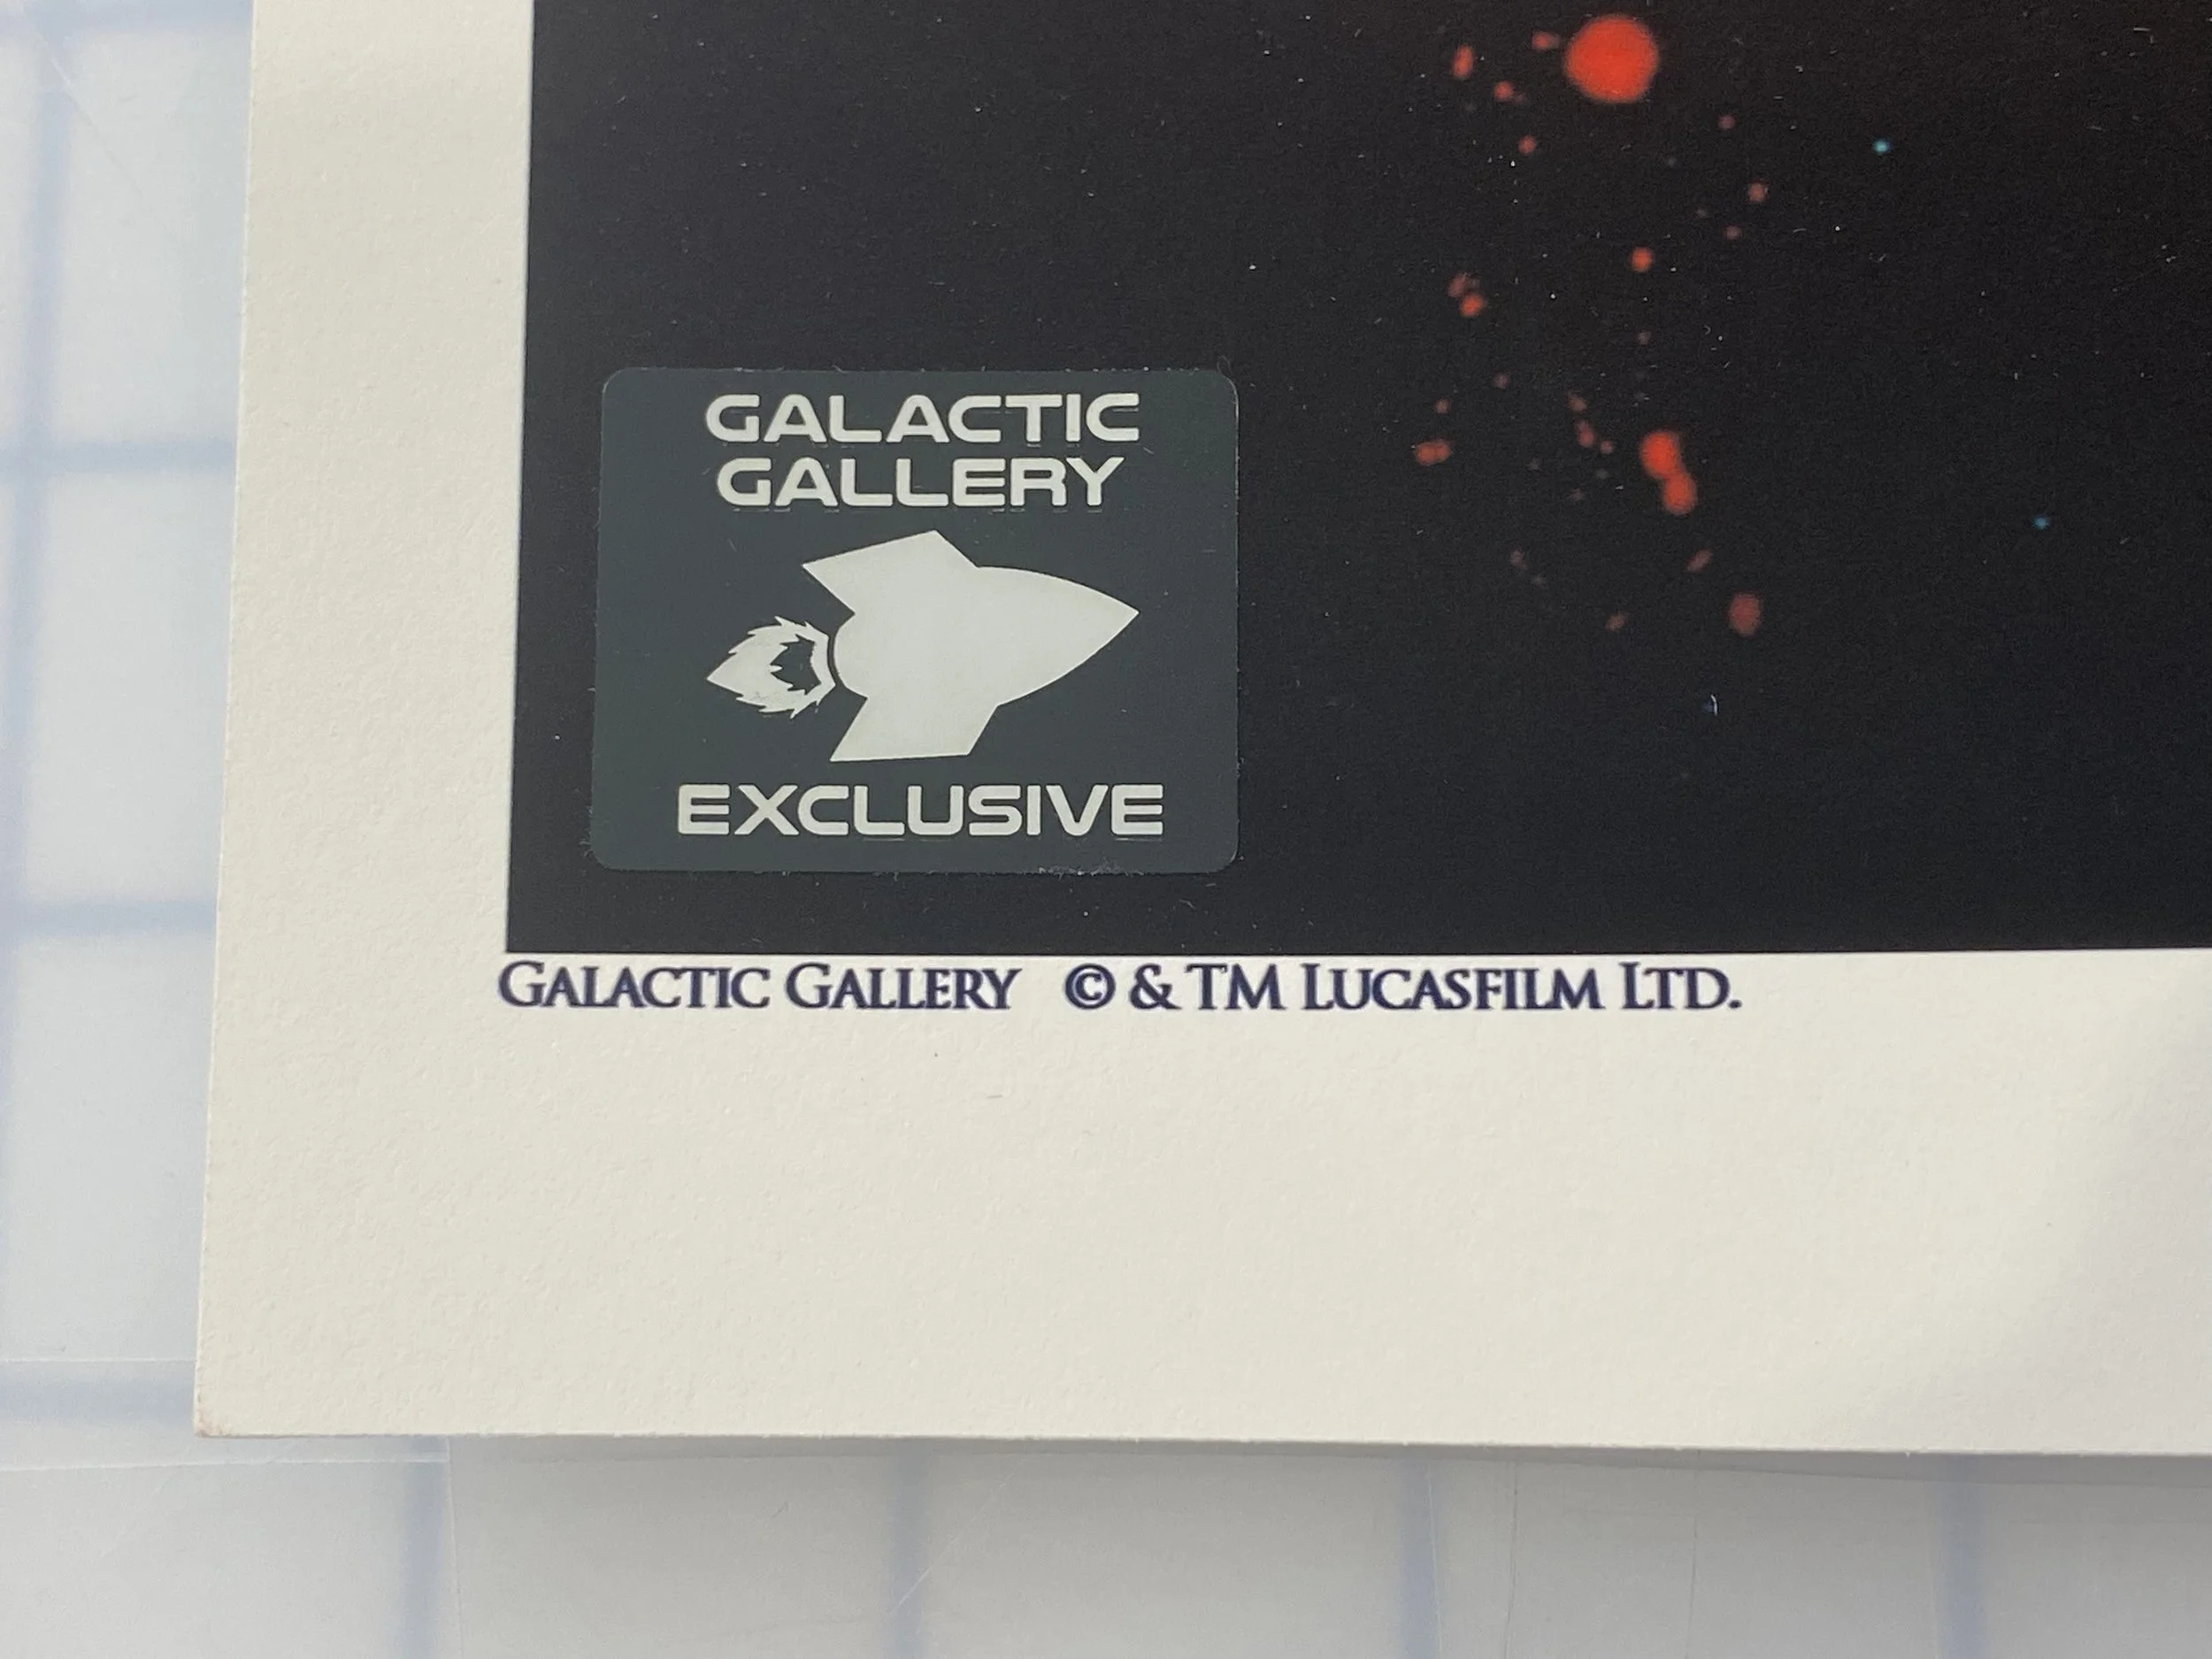 GALACTIC
GALLERY
EXCLUSIVE
GALACTIC GALLERY © & TM LUCASFILM LTD.